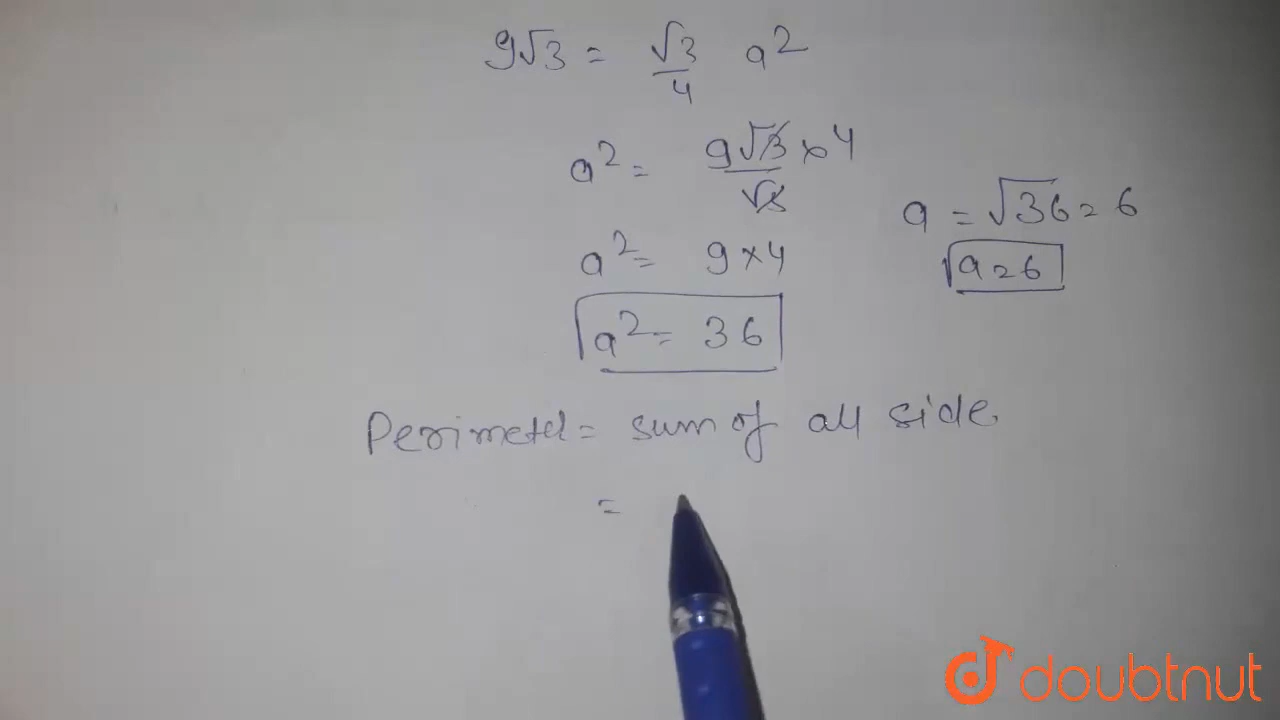 9√3 = √3/4 a²
a² = 9√3 × 4 / √3
a² = 9 × 4
a² = 36
a = √36 = 6
a = 6
Perimeter = sum of all side
=
doubtnut